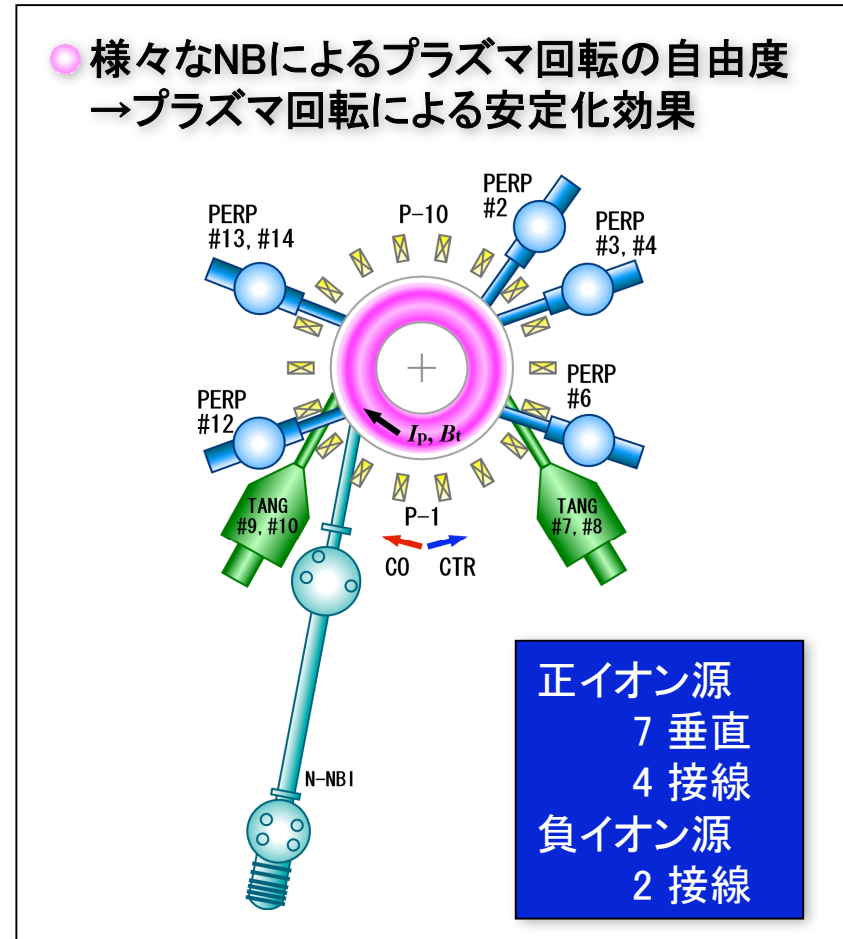 様々なNBによるプラズマ回転の自由度
→プラズマ回転による安定化効果
PERP
#13, #14
P-10
PERP
#2
PERP
#3, #4
PERP
#12
PERP
#6
Ip, Bt
TANG
#9, #10
P-1
TANG
#7, #8
CO
CTR
N-NBI
正イオン源
7 垂直
4 接線
負イオン源
2 接線